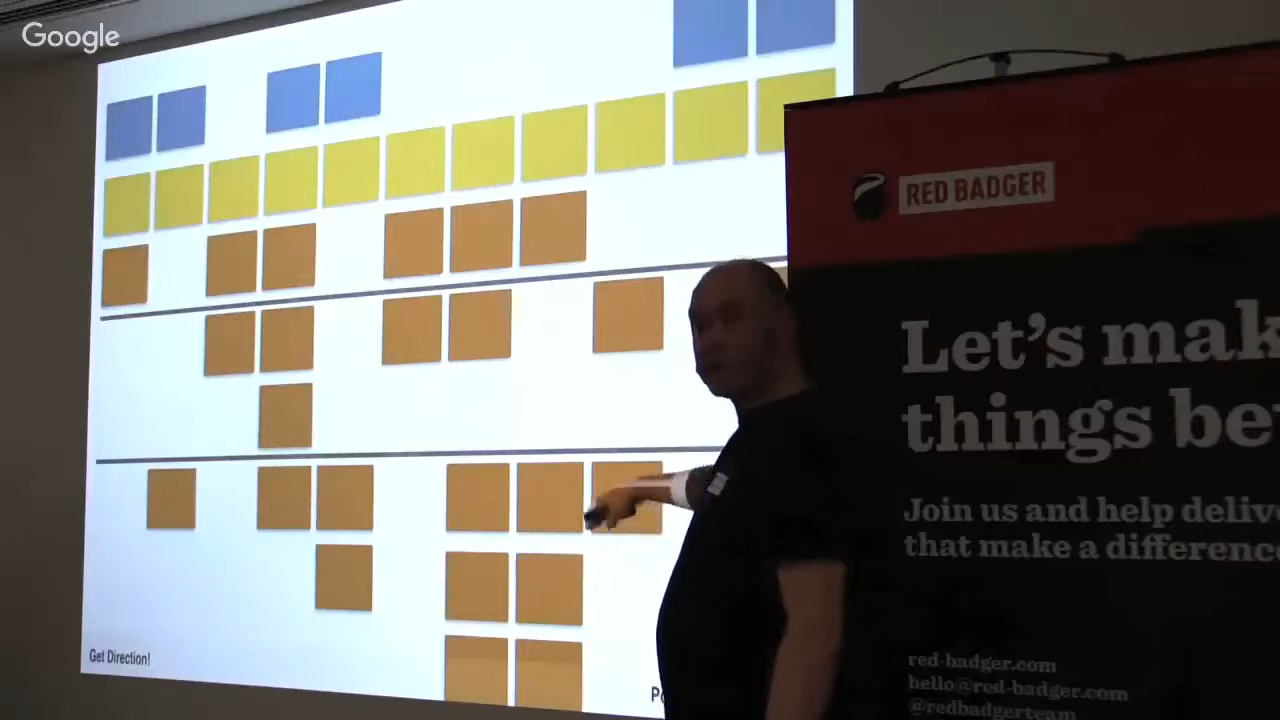 Google
RED BADGER
Let's mak
things be
Join us and help delive
that make a difference
red-badger.com
hello@red-badger.com
@redbadgerteam
Get Direction!
Po